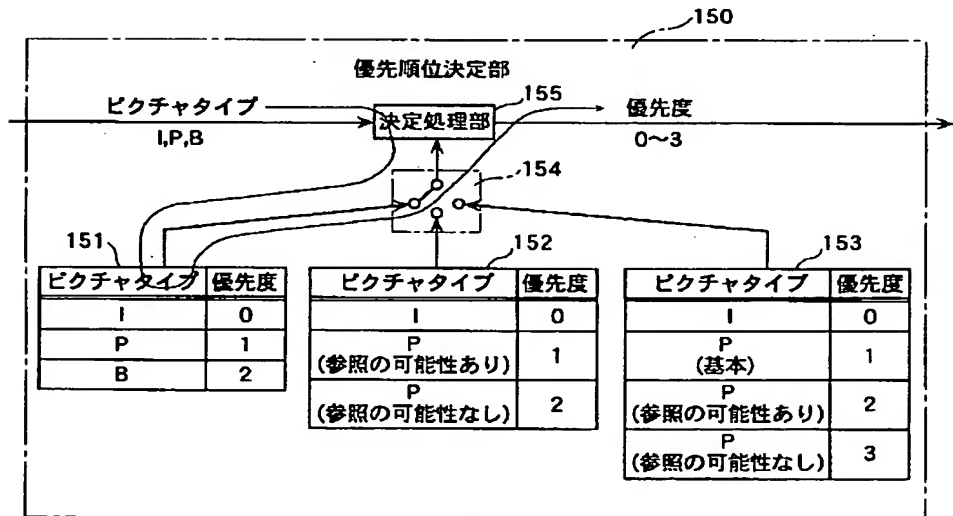 150
優先順位決定部
ピクチャタイプ
I,P,B
155
決定処理部
優先度
0〜3
154
151
ピクチャタイプ 優先度
I 0
P 1
B 2
152
ピクチャタイプ 優先度
I 0
P
(参照の可能性あり) 1
P
(参照の可能性なし) 2
153
ピクチャタイプ 優先度
I 0
P
(基本) 1
P
(参照の可能性あり) 2
P
(参照の可能性なし) 3